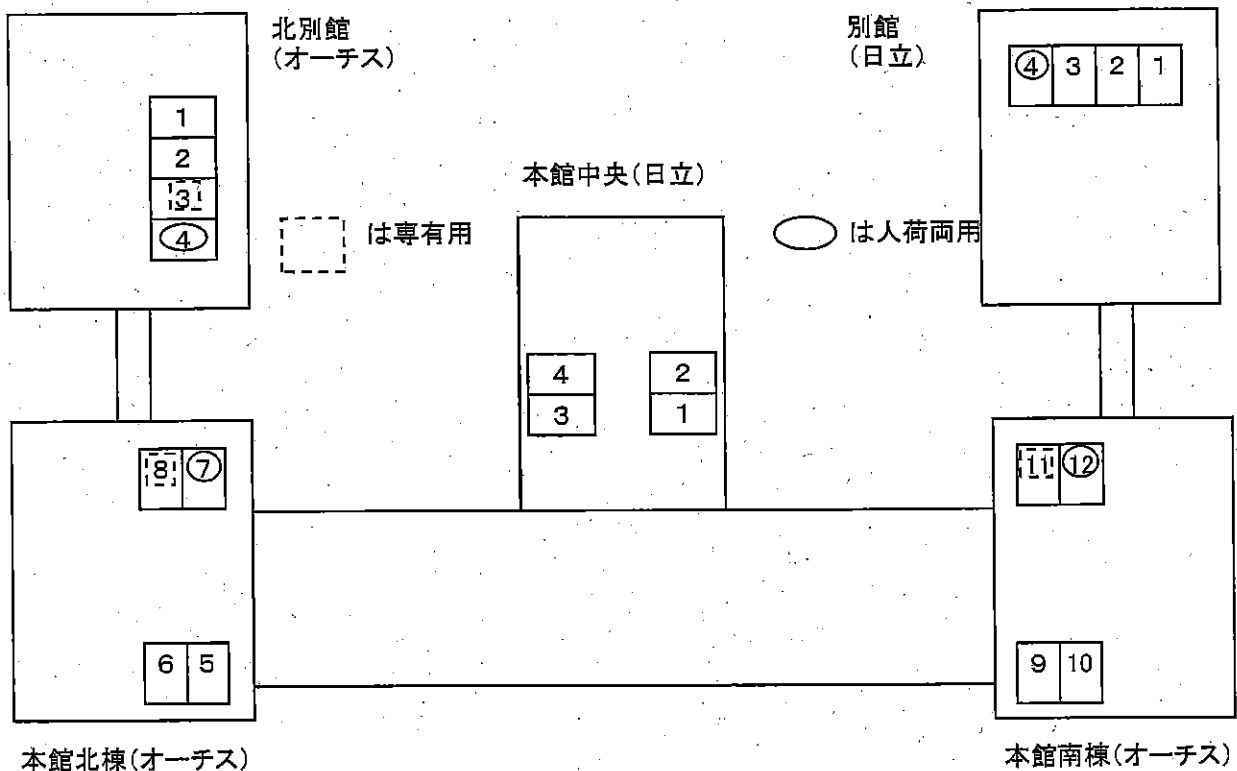 北別館
(オーチス)
別館
(日立)
1
2
3
4
4 3 2 1
本館中央(日立)
は専有用
は人荷両用
4
3
2
1
8 7
11 12
6 5
9 10
本館北棟(オーチス)
本館南棟(オーチス)